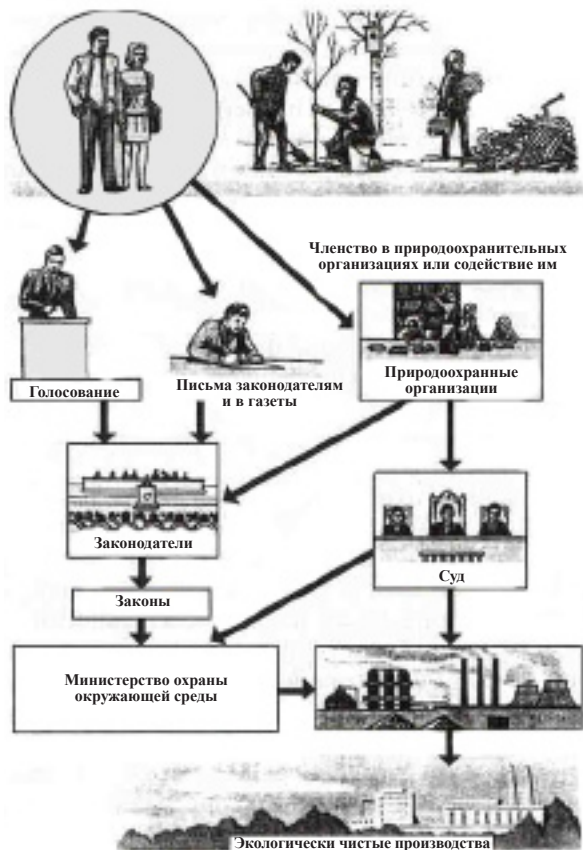 Членство в природоохранительных
организациях или содействие им
Голосование
Письма законодателям
и в газеты
Природоохранные
организации
Законодатели
Суд
Законы
Министерство охраны
окружающей среды
Экологически чистые производства